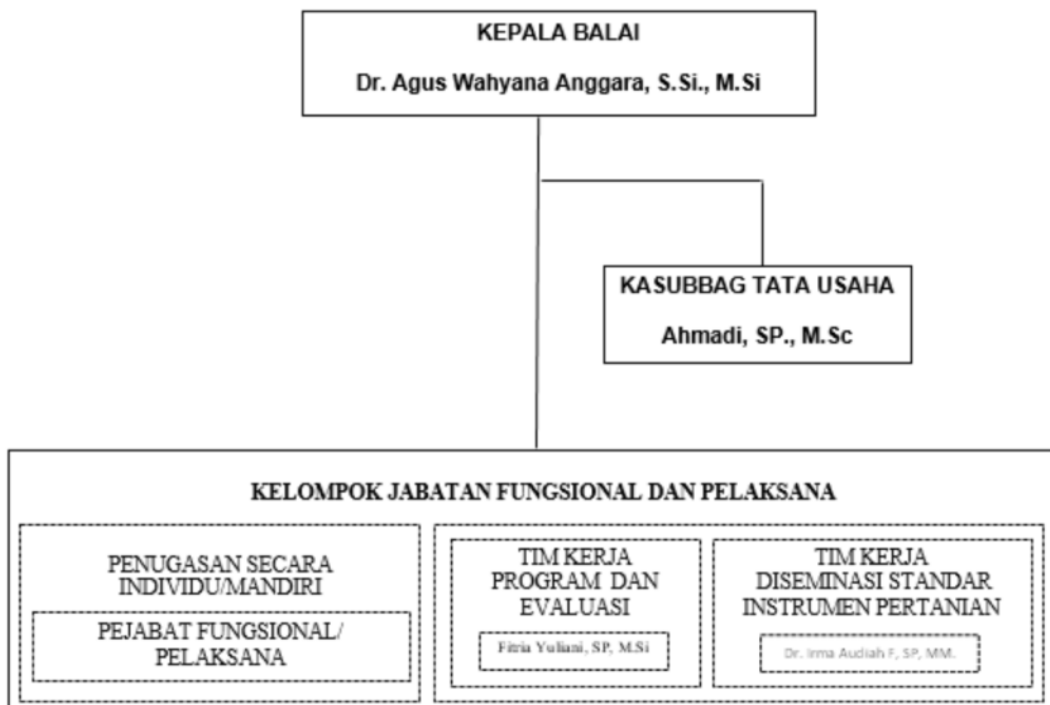 KEPALA BALAI
Dr. Agus Wahyana Anggara, S.Si., M.Si
KASUBBAG TATA USAHA
Ahmadi, SP., M.Sc
KELOMPOK JABATAN FUNGSIONAL DAN PELAKSANA
PENUGASAN SECARA
INDIVIDU/MANDIRI
PEJABAT FUNGSIONAL/
PELAKSANA
TIM KERJA
PROGRAM DAN
EVALUASI
Fitria Yuliani, SP, M.Si
TIM KERJA
DISEMINASI STANDAR
INSTRUMEN PERTANIAN
Dr. Irma Audiah F, SP, MM.